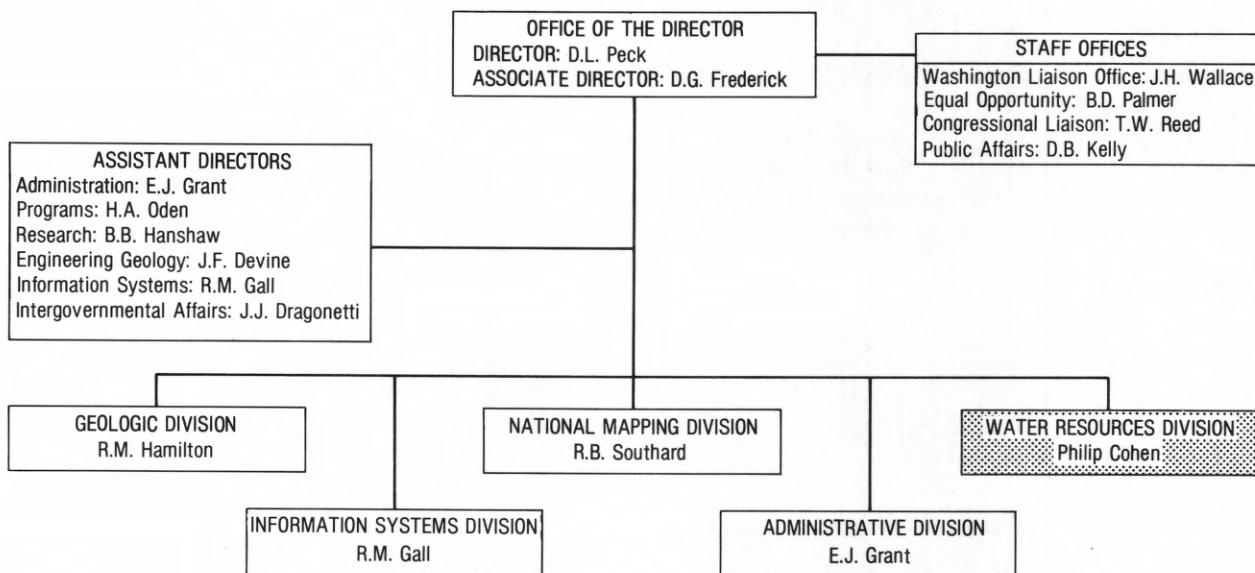 OFFICE OF THE DIRECTOR
DIRECTOR: D.L. Peck
ASSOCIATE DIRECTOR: D.G. Frederick
STAFF OFFICES
Washington Liaison Office: J.H. Wallace
Equal Opportunity: B.D. Palmer
Congressional Liaison: T.W. Reed
Public Affairs: D.B. Kelly
ASSISTANT DIRECTORS
Administration: E.J. Grant
Programs: H.A. Oden
Research: B.B. Hanshaw
Engineering Geology: J.F. Devine
Information Systems: R.M. Gall
Intergovernmental Affairs: J.J. Dragonetti
GEOLOGIC DIVISION
R.M. Hamilton
NATIONAL MAPPING DIVISION
R.B. Southard
WATER RESOURCES DIVISION
Philip Cohen
INFORMATION SYSTEMS DIVISION
R.M. Gall
ADMINISTRATIVE DIVISION
E.J. Grant